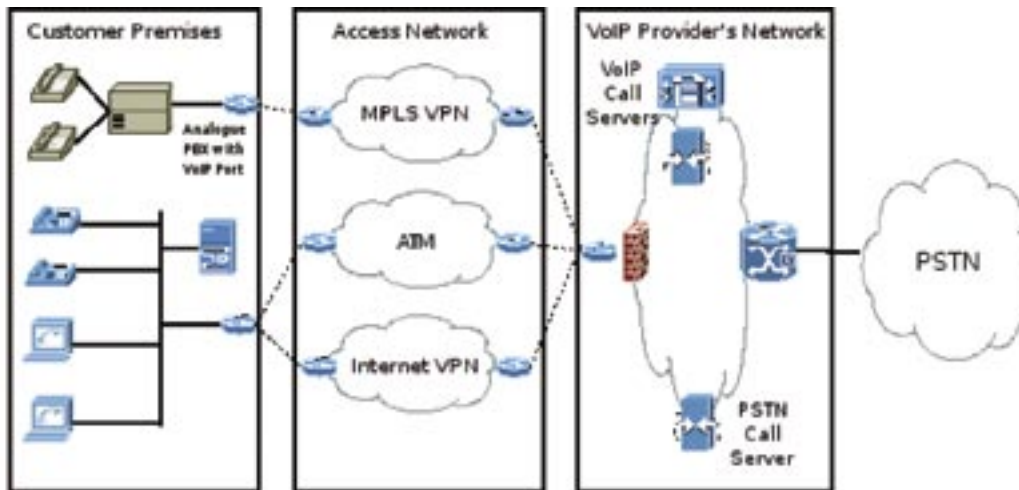 Customer Premises
Access Network
VoIP Provider's Network
VoIP
Call
Servers
MPLS VPN
Analogue
PBX with
VoIP Port
ATM
PSTN
Internet VPN
PSTN
Call
Server